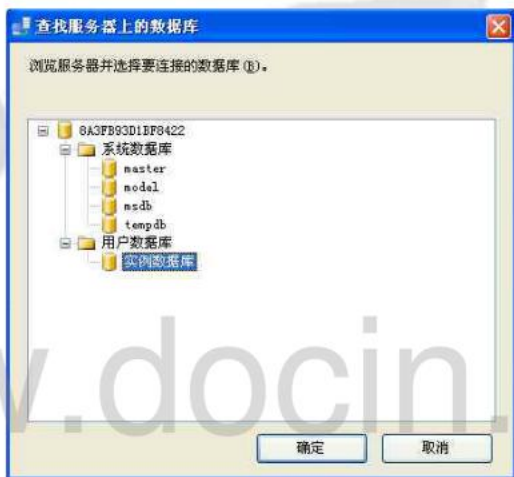 查找服务器上的数据库
浏览服务器并选择要连接的数据库(B)。
8A3FB93D1BF8422
系统数据库
master
model
msdb
tempdb
用户数据库
实例数据库
确定
取消
w.docin.